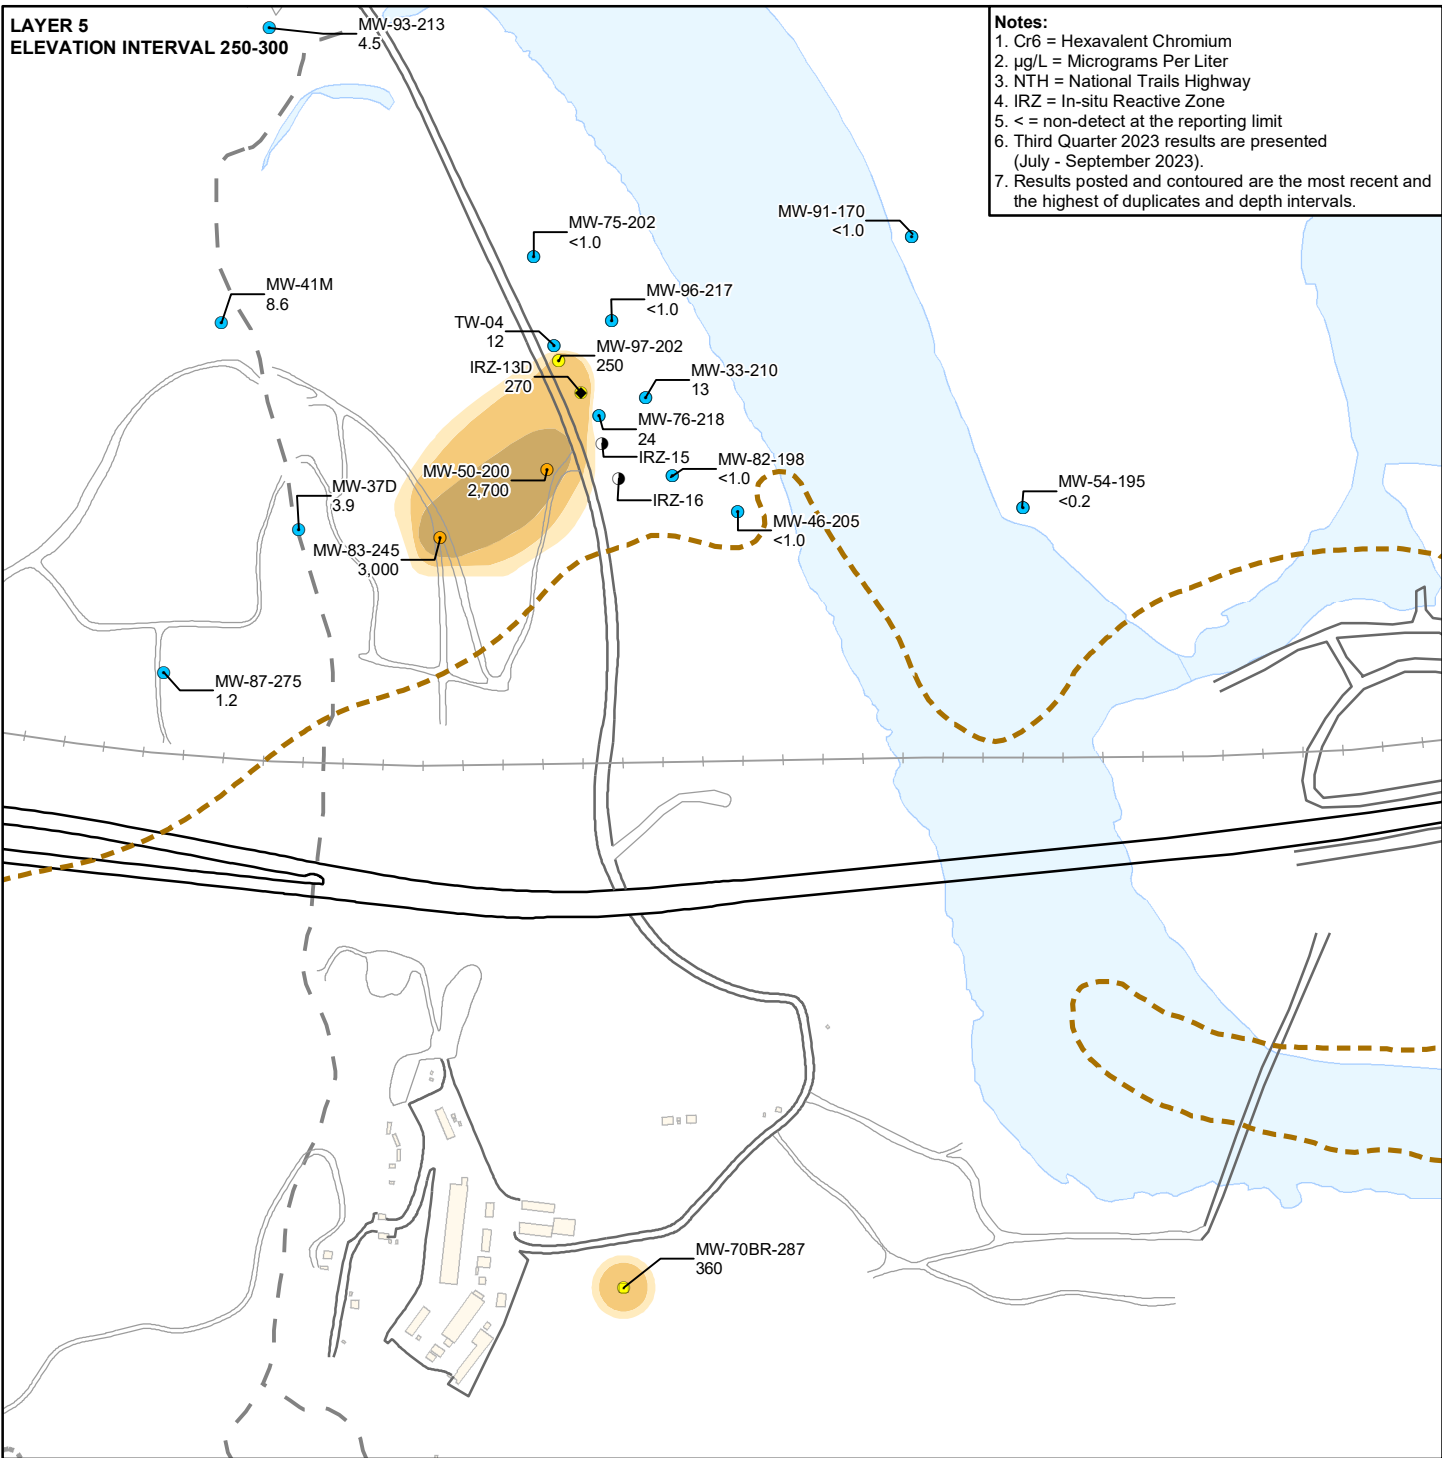 LAYER 5
ELEVATION INTERVAL 250-300
MW-93-213
4.5
Notes:
1. Cr6 = Hexavalent Chromium
2. µg/L = Micrograms Per Liter
3. NTH = National Trails Highway
4. IRZ = In-situ Reactive Zone
5. < = non-detect at the reporting limit
6. Third Quarter 2023 results are presented
(July - September 2023).
7. Results posted and contoured are the most recent and
the highest of duplicates and depth intervals.
MW-91-170
<1.0
MW-75-202
<1.0
MW-41M
8.6
MW-96-217
<1.0
TW-04
12
MW-97-202
250
IRZ-13D
270
MW-33-210
13
MW-76-218
24
IRZ-15
MW-82-198
<1.0
MW-50-200
2,700
IRZ-16
MW-54-195
<0.2
MW-37D
3.9
MW-46-205
<1.0
MW-83-245
3,000
MW-87-275
1.2
MW-70BR-287
360